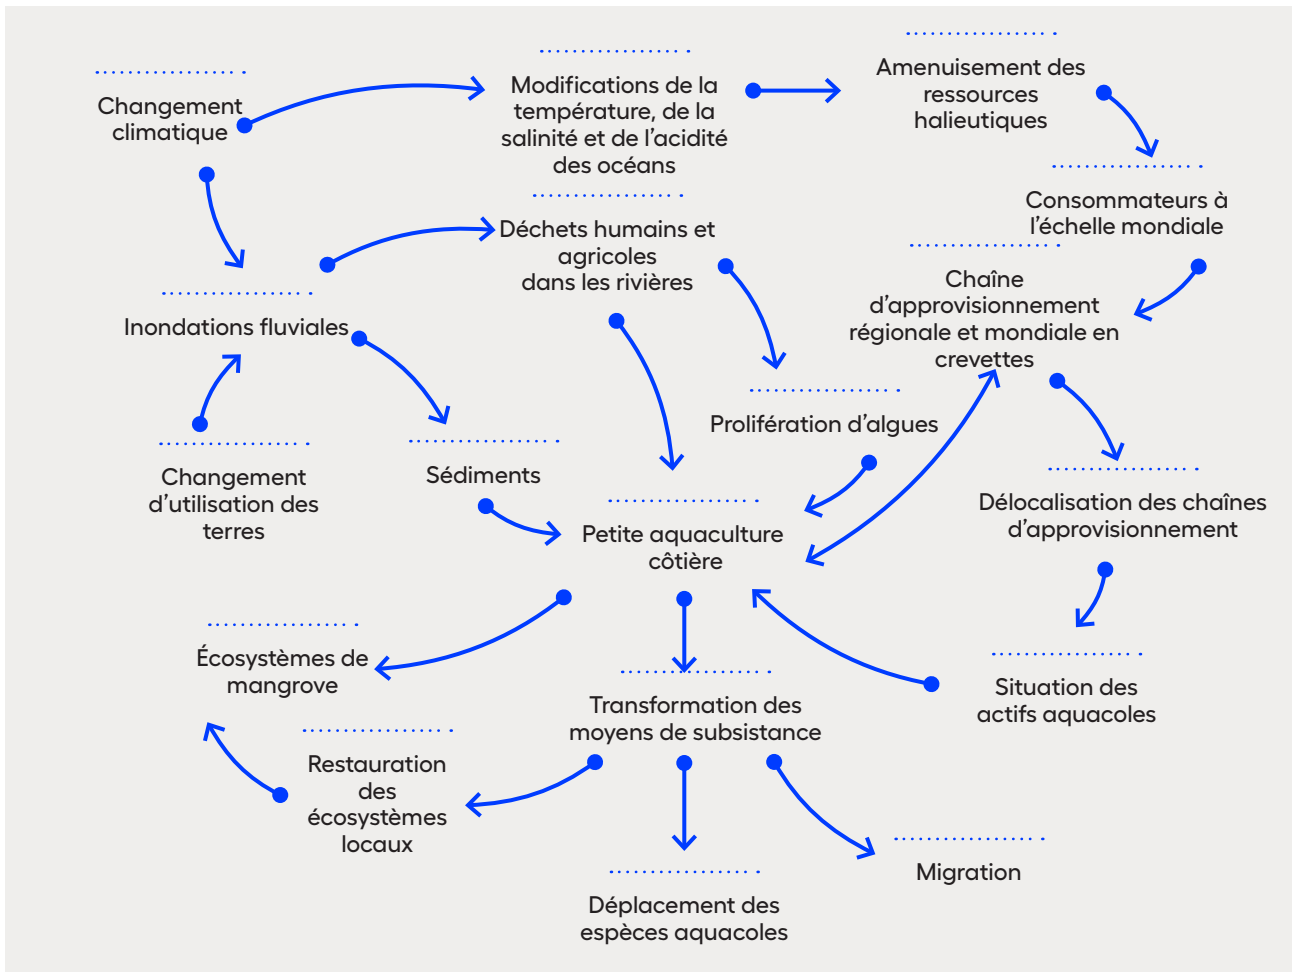 Changement
climatique
Modifications de la
température, de la
salinité et de l’acidité
des océans
Amenuisement des
ressources
halieutiques
Consommateurs à
l’échelle mondiale
Déchets humains et
agricoles
dans les rivières
Chaîne
d’approvisionnement
régionale et mondiale en
crevettes
Inondations fluviales
Prolifération d’algues
Changement
d’utilisation des
terres
Sédiments
Petite aquaculture
côtière
Délocalisation des chaînes
d’approvisionnement
Écosystèmes de
mangrove
Transformation des
moyens de subsistance
Situation des
actifs aquacoles
Restauration
des
écosystèmes
locaux
Migration
Déplacement des
espèces aquacoles